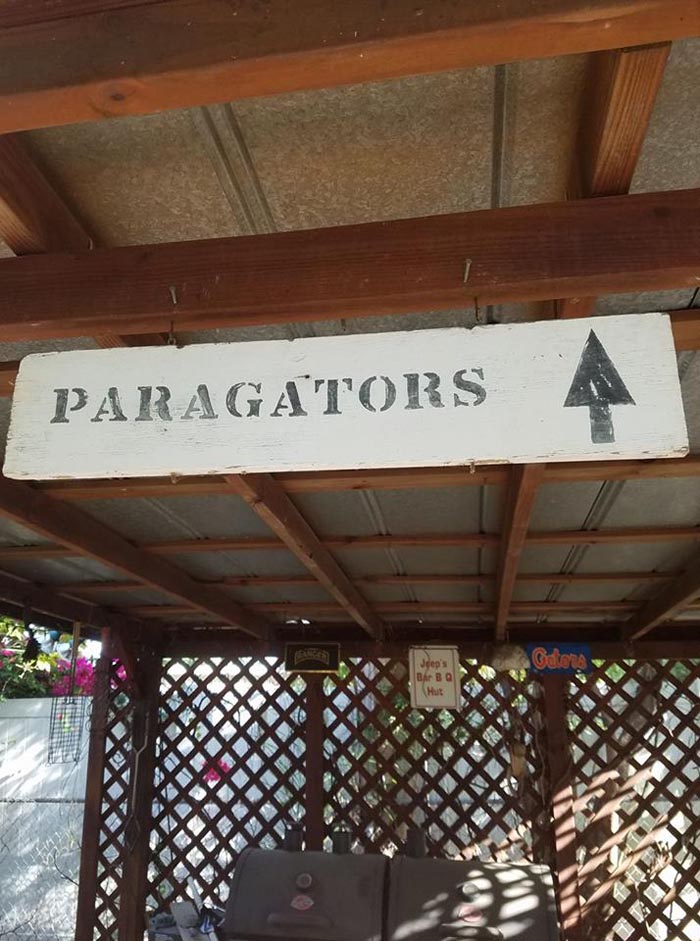 PARAGATORS
RANGER
Jeep's
Bar B Q
Hut
Gators